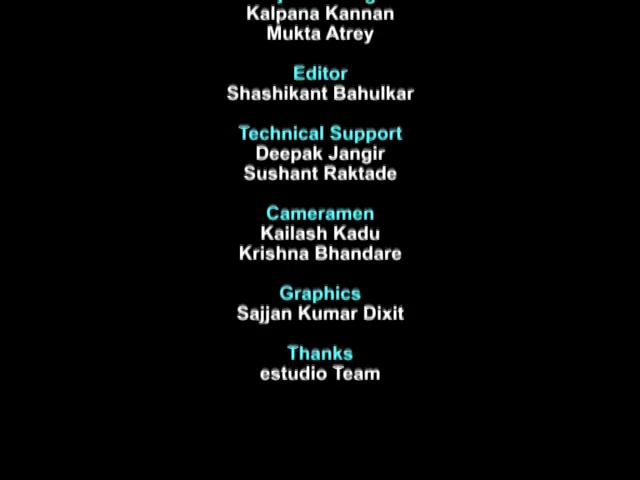 Kalpana Kannan
Mukta Atrey
Editor
Shashikant Bahulkar
Technical Support
Deepak Jangir
Sushant Raktade
Cameramen
Kailash Kadu
Krishna Bhandare
Graphics
Sajjan Kumar Dixit
Thanks
estudio Team